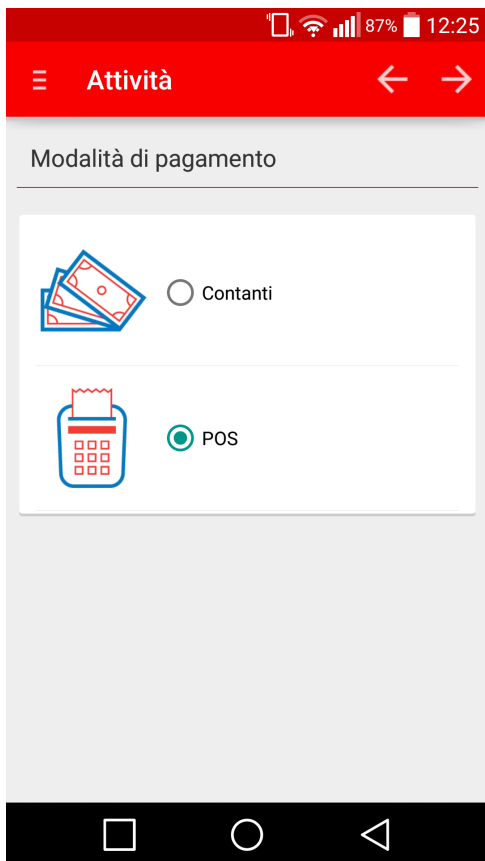 87% 12:25
Attività
Modalità di pagamento
Contanti
POS